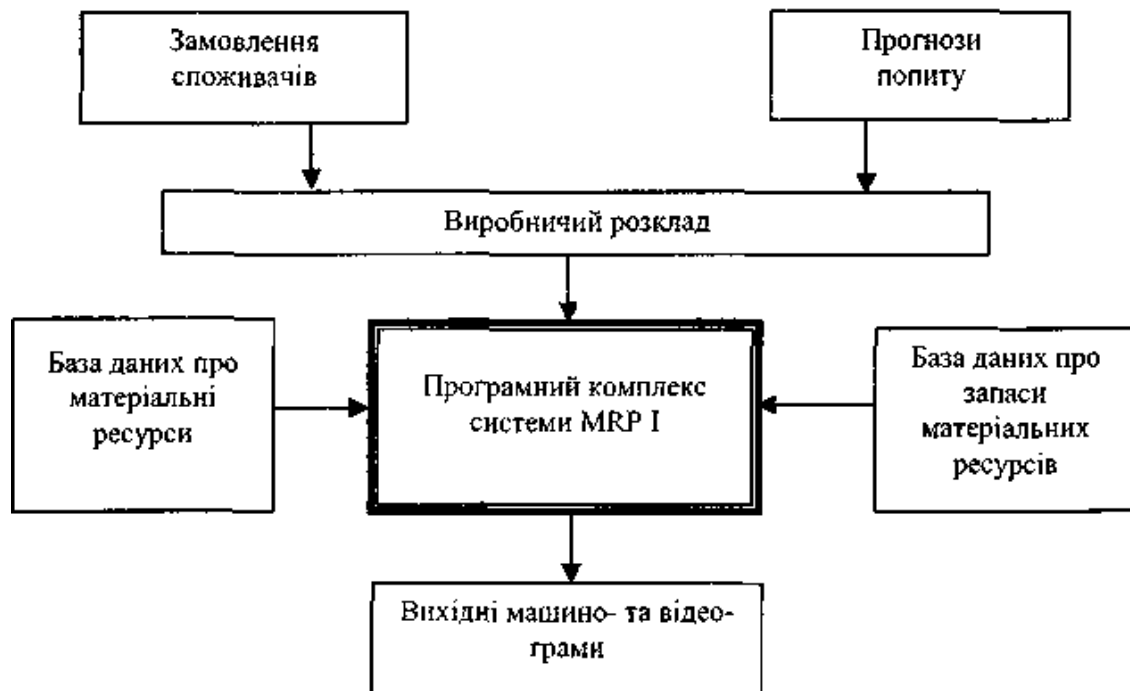 Замовлення
споживачів
Прогнози
попиту
Виробничий розклад
База даних про
матеріальні
ресурси
Програмний комплекс
системи MRP I
База даних про
запаси
матеріальних
ресурсів
Вихідні машино- та відео-
грами